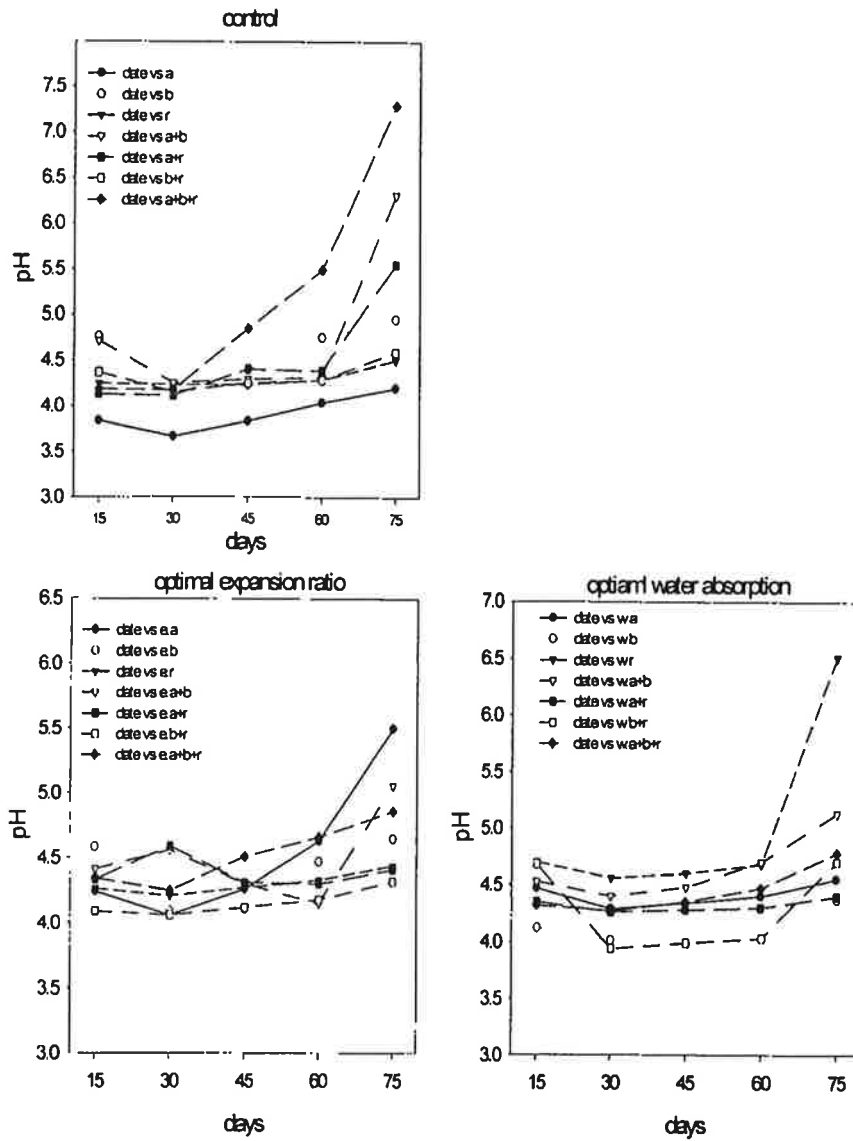 control
7.5
7.0
6.5
6.0
5.5
5.0
4.5
4.0
3.5
3.0
pH
date vs a
date vs b
date vs r
date vs a+b
date vs a+r
date vs b+r
date vs a+b+r
15 30 45 60 75
days
optimal expansion ratio
6.5
6.0
5.5
5.0
4.5
4.0
3.5
3.0
pH
date vs e.a
date vs e.b
date vs e.r
date vs e.a+b
date vs e.a+r
date vs e.b+r
date vs e.a+b+r
15 30 45 60 75
days
optiaml water absorption
7.0
6.5
6.0
5.5
5.0
4.5
4.0
3.5
3.0
pH
date vs w.a
date vs w.b
date vs w.r
date vs w.a+b
date vs w.a+r
date vs w.b+r
date vs w.a+b+r
15 30 45 60 75
days